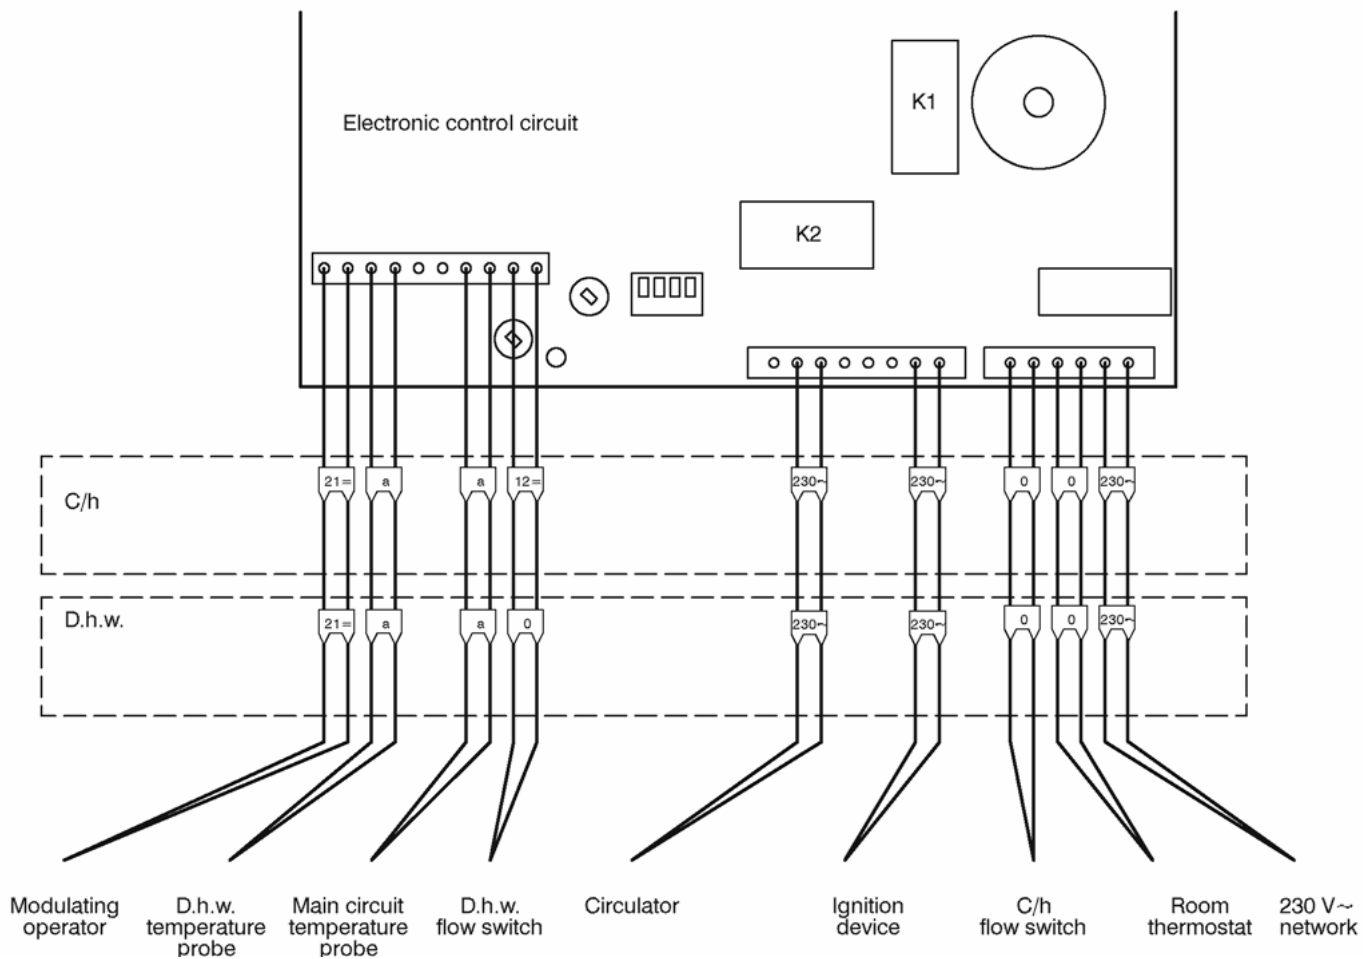 Electronic control circuit
K1
K2
C/h
21= a a 12= 230~ 230~ 0 0 230~
D.h.w.
21= a a 0 230~ 230~ 0 0 230~
Modulating
operator
D.h.w.
temperature
probe
Main circuit
temperature
probe
D.h.w.
flow switch
Circulator
Ignition
device
C/h
flow switch
Room
thermostat
230 V~
network